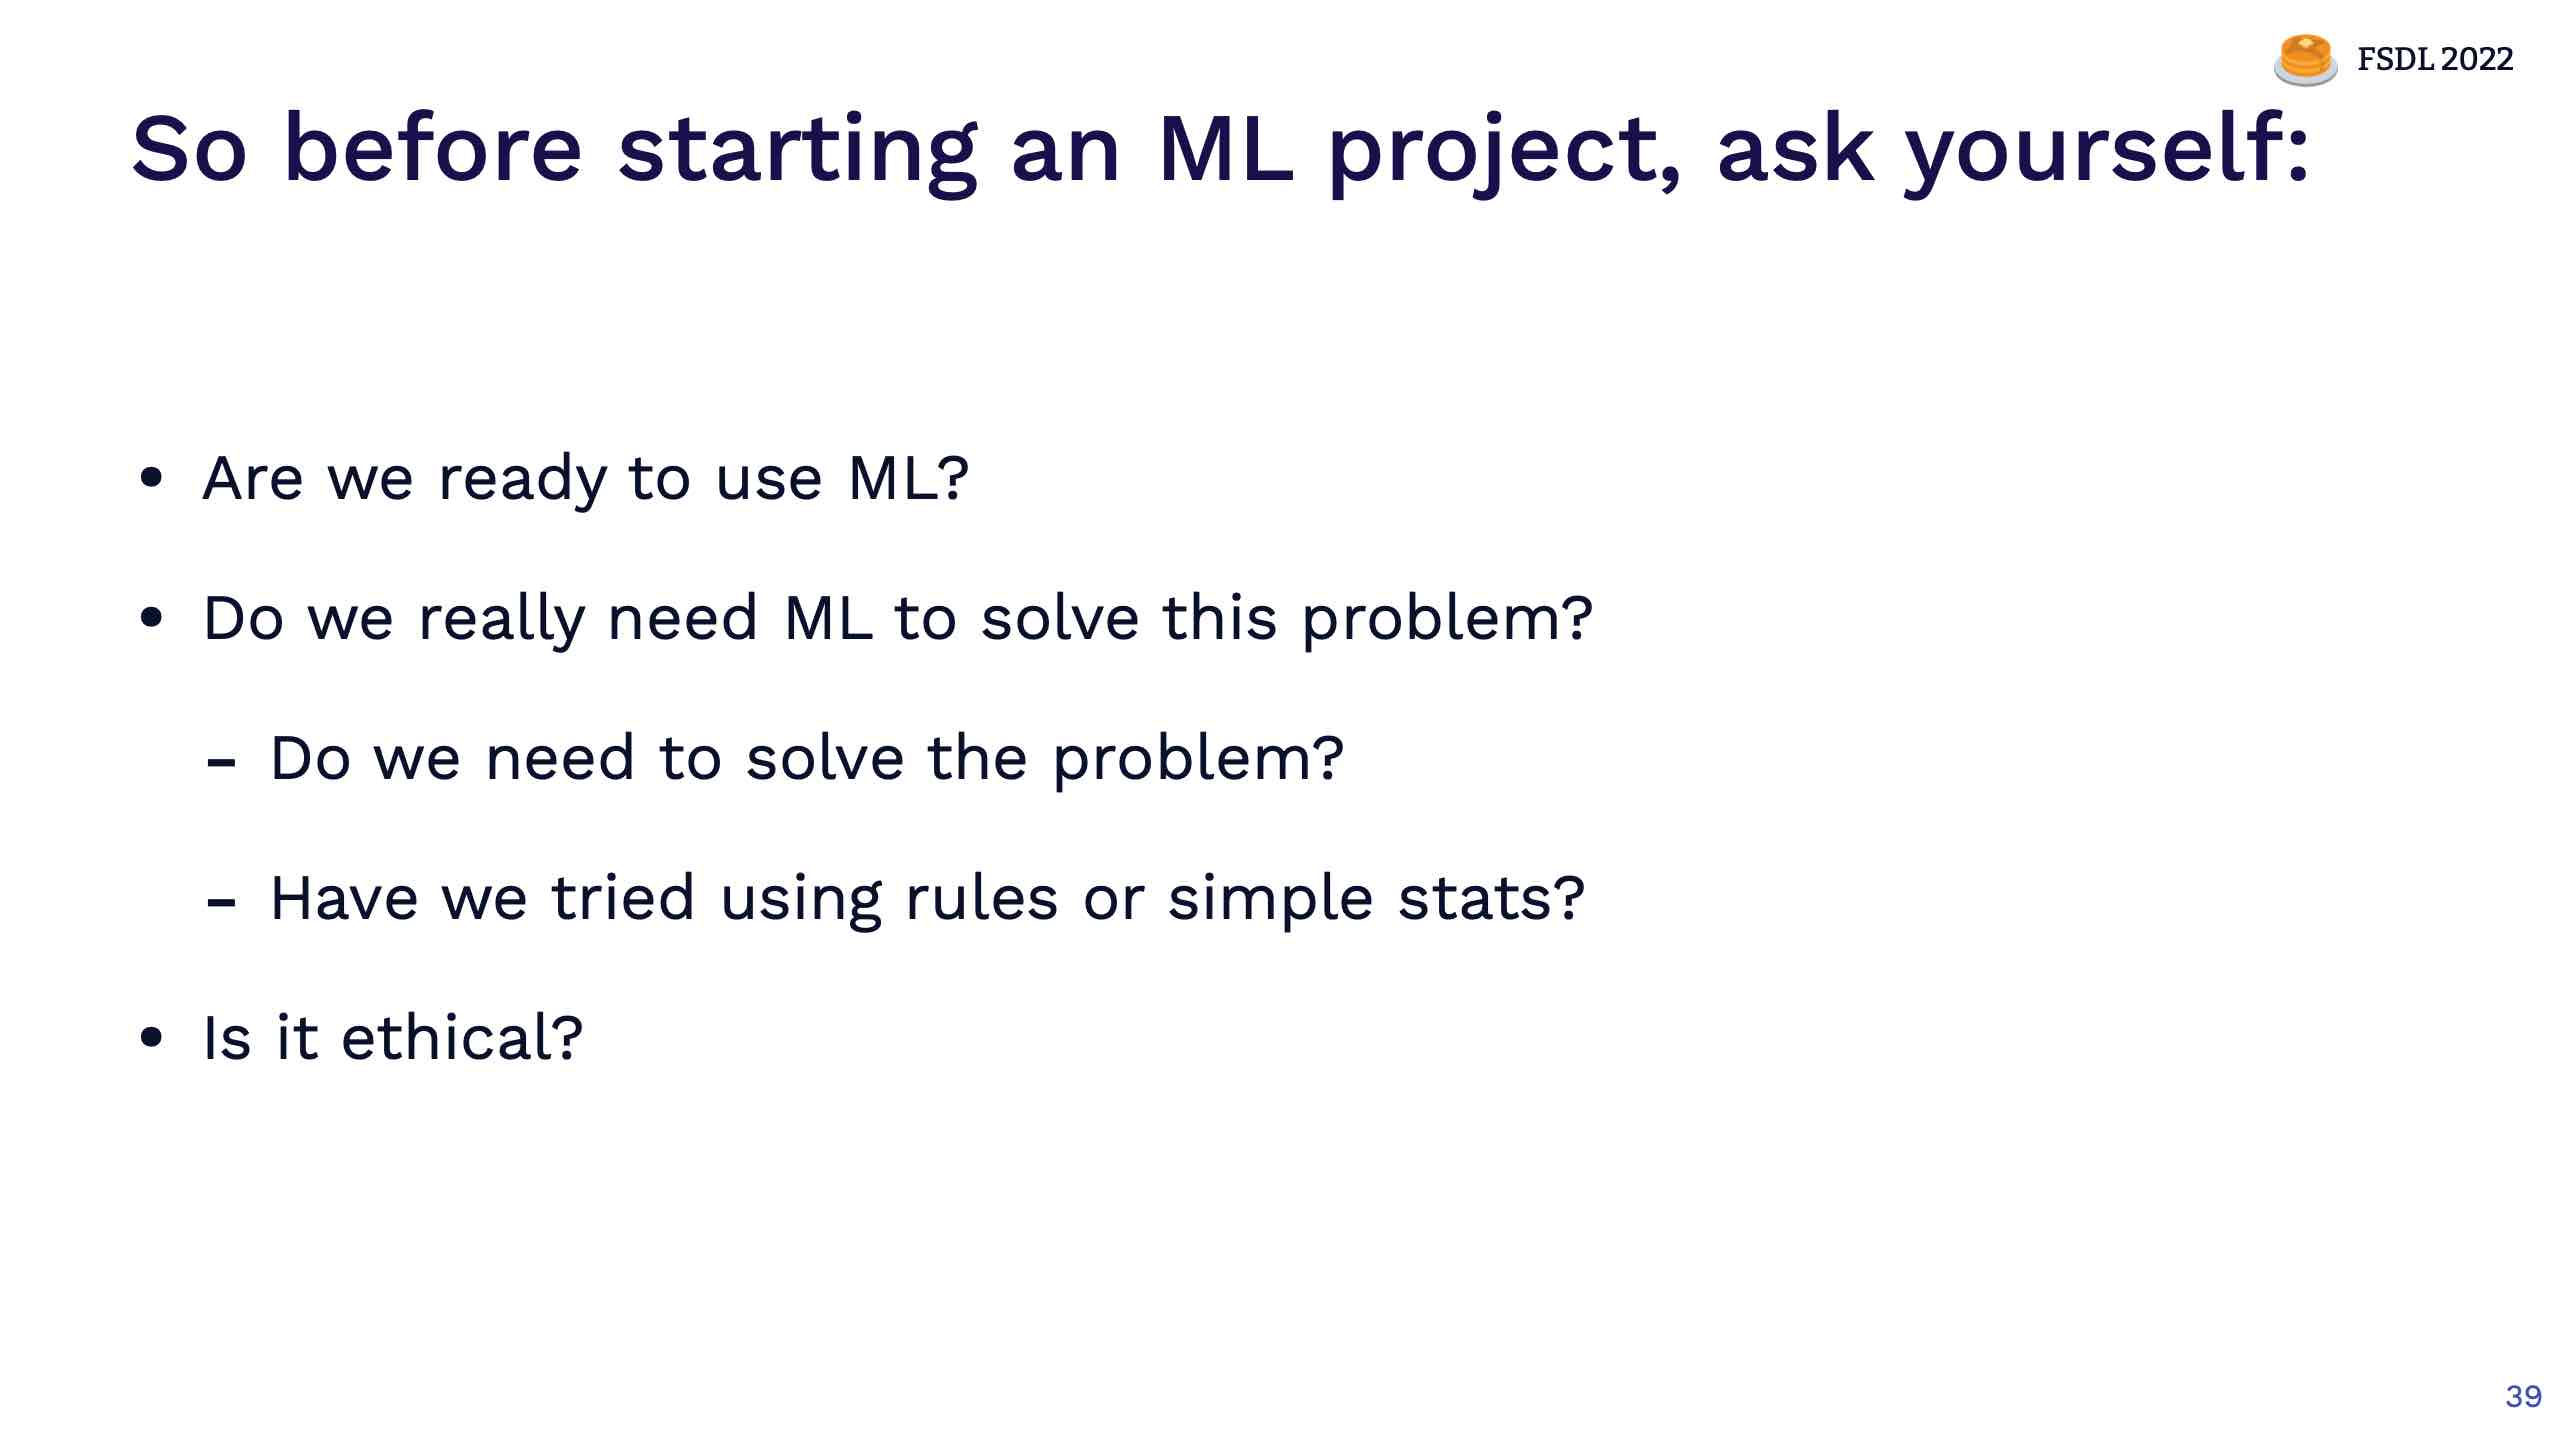 FSDL 2022
So before starting an ML project, ask yourself:
• Are we ready to use ML?
• Do we really need ML to solve this problem?
- Do we need to solve the problem?
- Have we tried using rules or simple stats?
• Is it ethical?
39